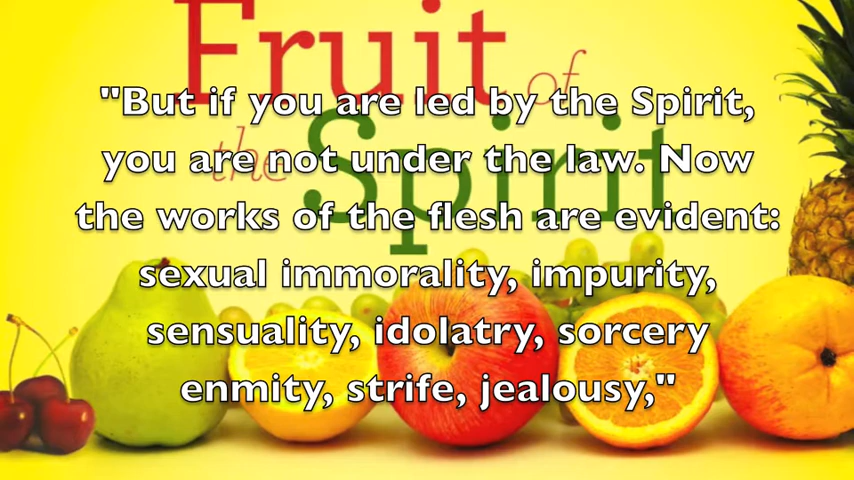 Fruit of
the Spirit
"But if you are led by the Spirit,
you are not under the law. Now
the works of the flesh are evident:
sexual immorality, impurity,
sensuality, idolatry, sorcery
enmity, strife, jealousy,"